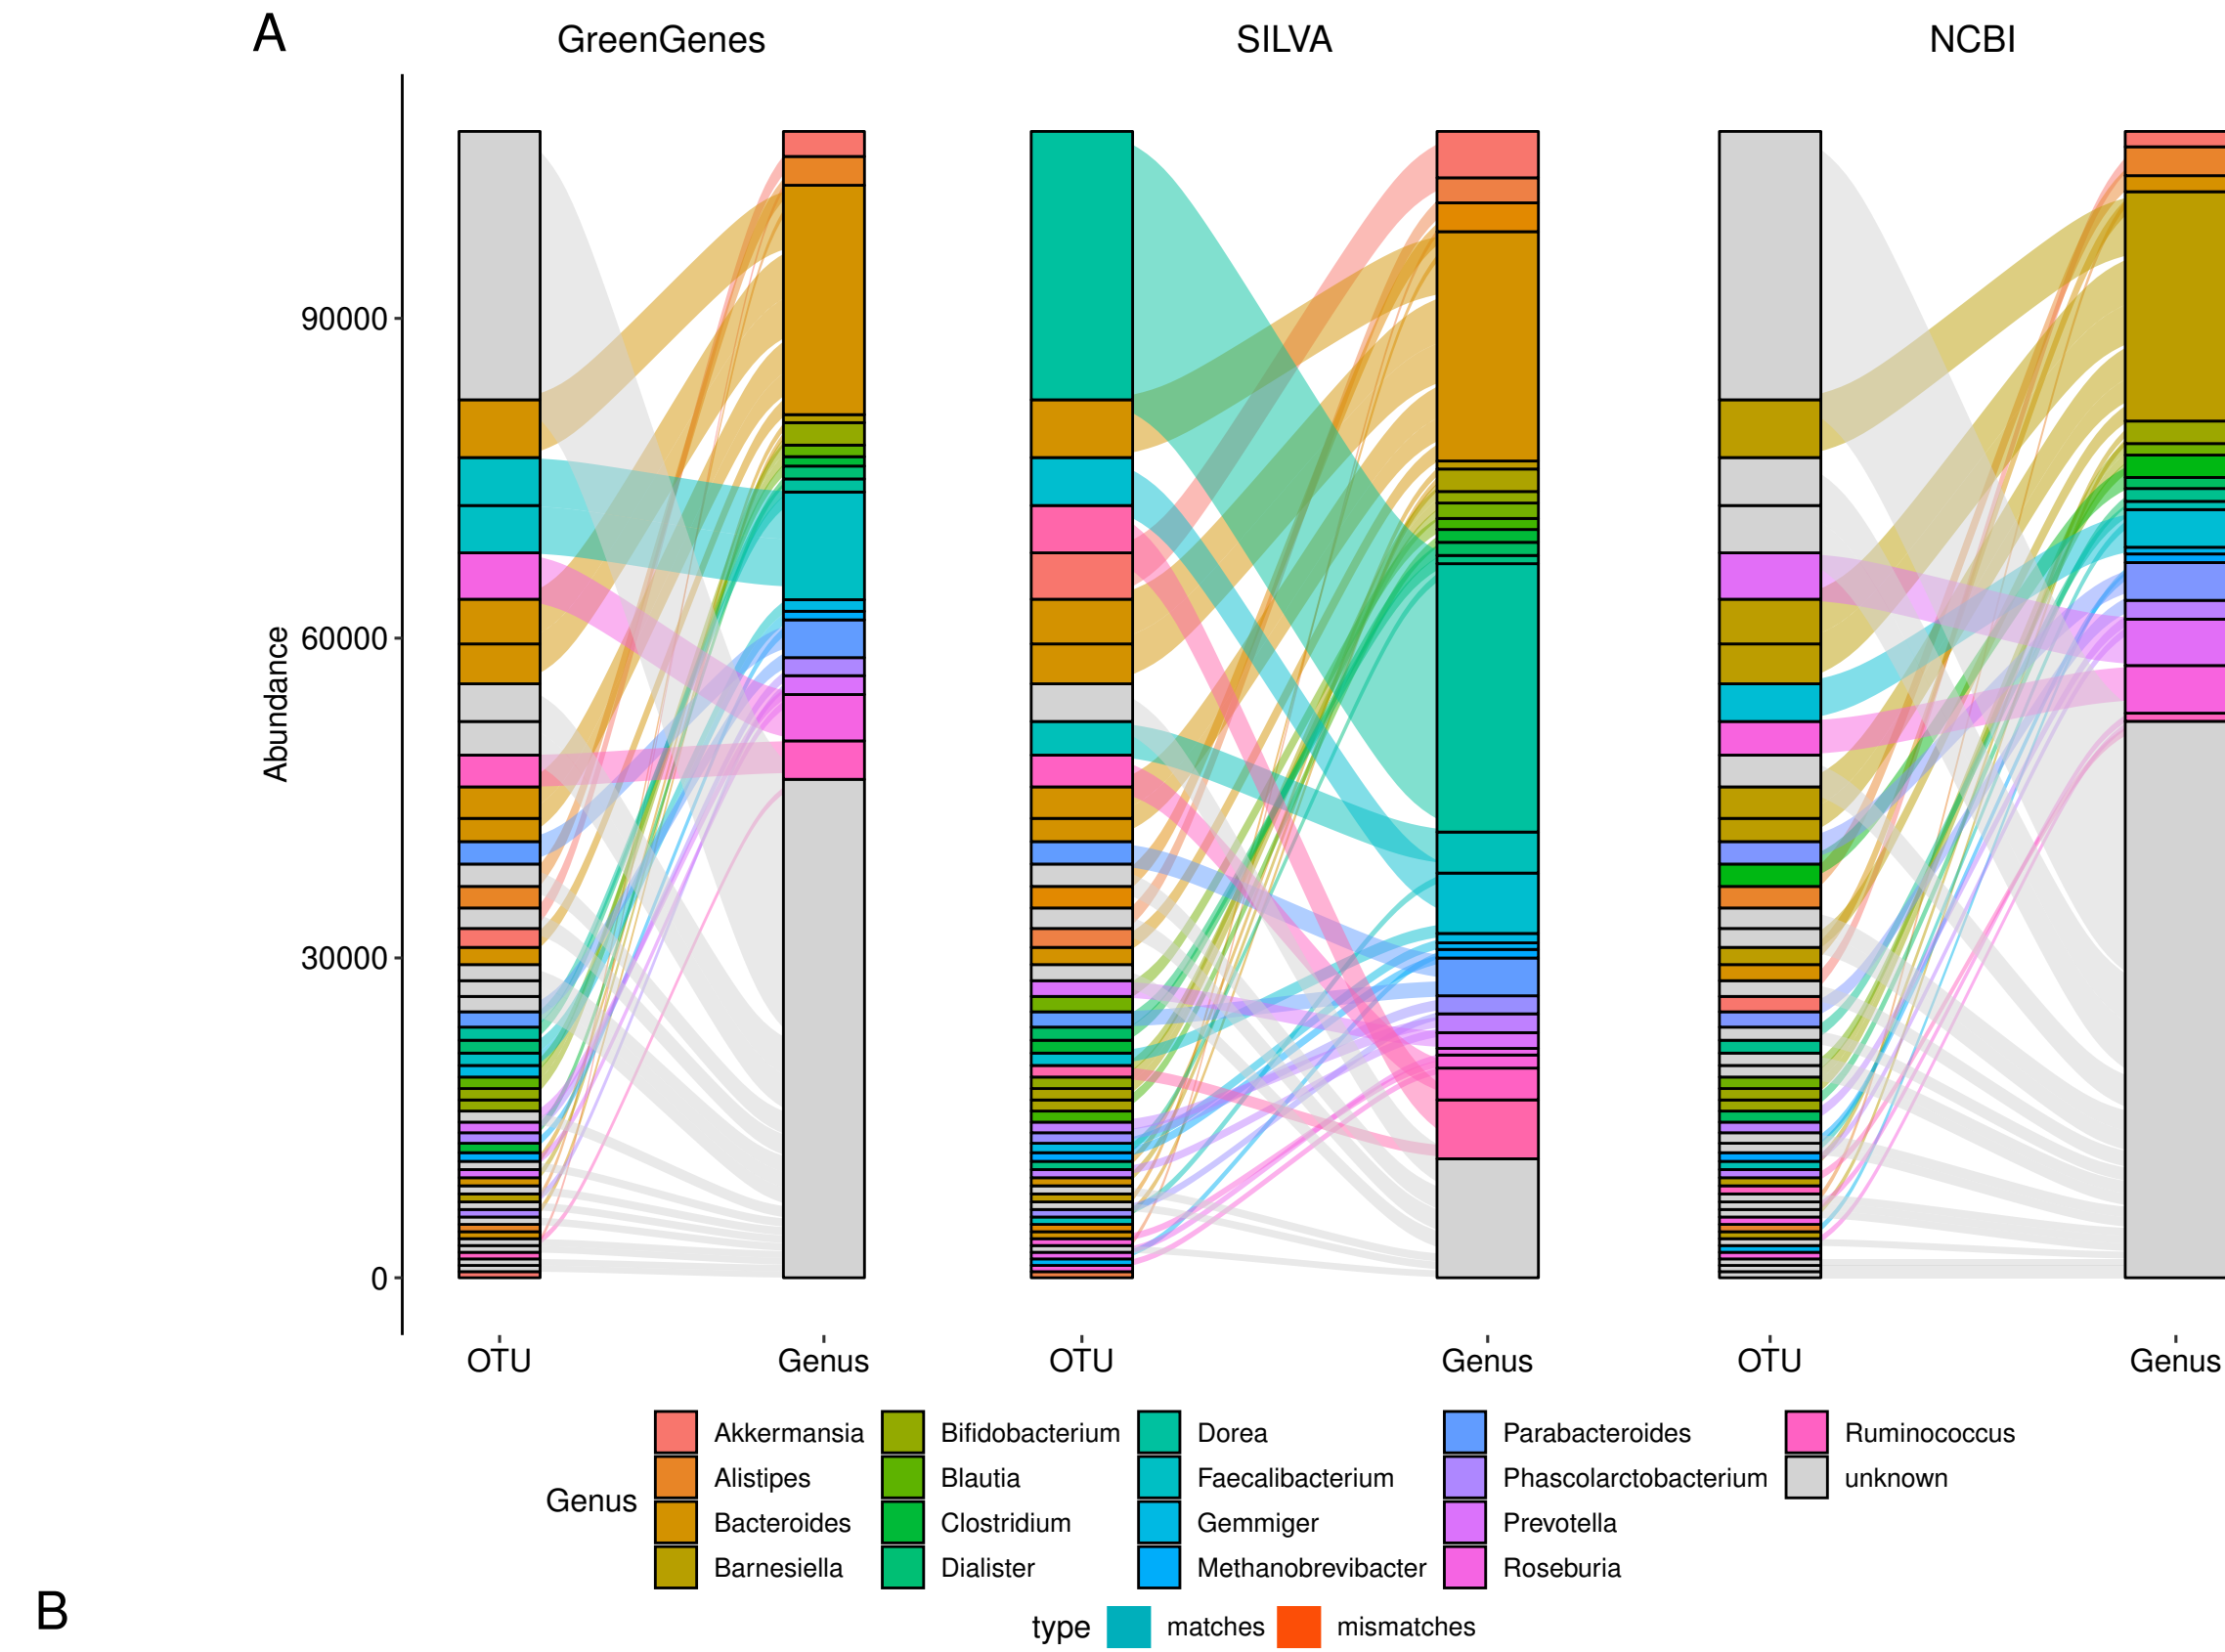 A
GreenGenes SILVA NCBI
90000
60000
30000
0
Abundance
OTU Genus OTU Genus OTU Genus
Genus
Akkermansia Bifidobacterium Dorea Parabacteroides Ruminococcus
Alistipes Blautia Faecalibacterium Phascolarctobacterium unknown
Bacteroides Clostridium Gemmiger Prevotella
Barnesiella Dialister Methanobrevibacter Roseburia
B
type matches mismatches